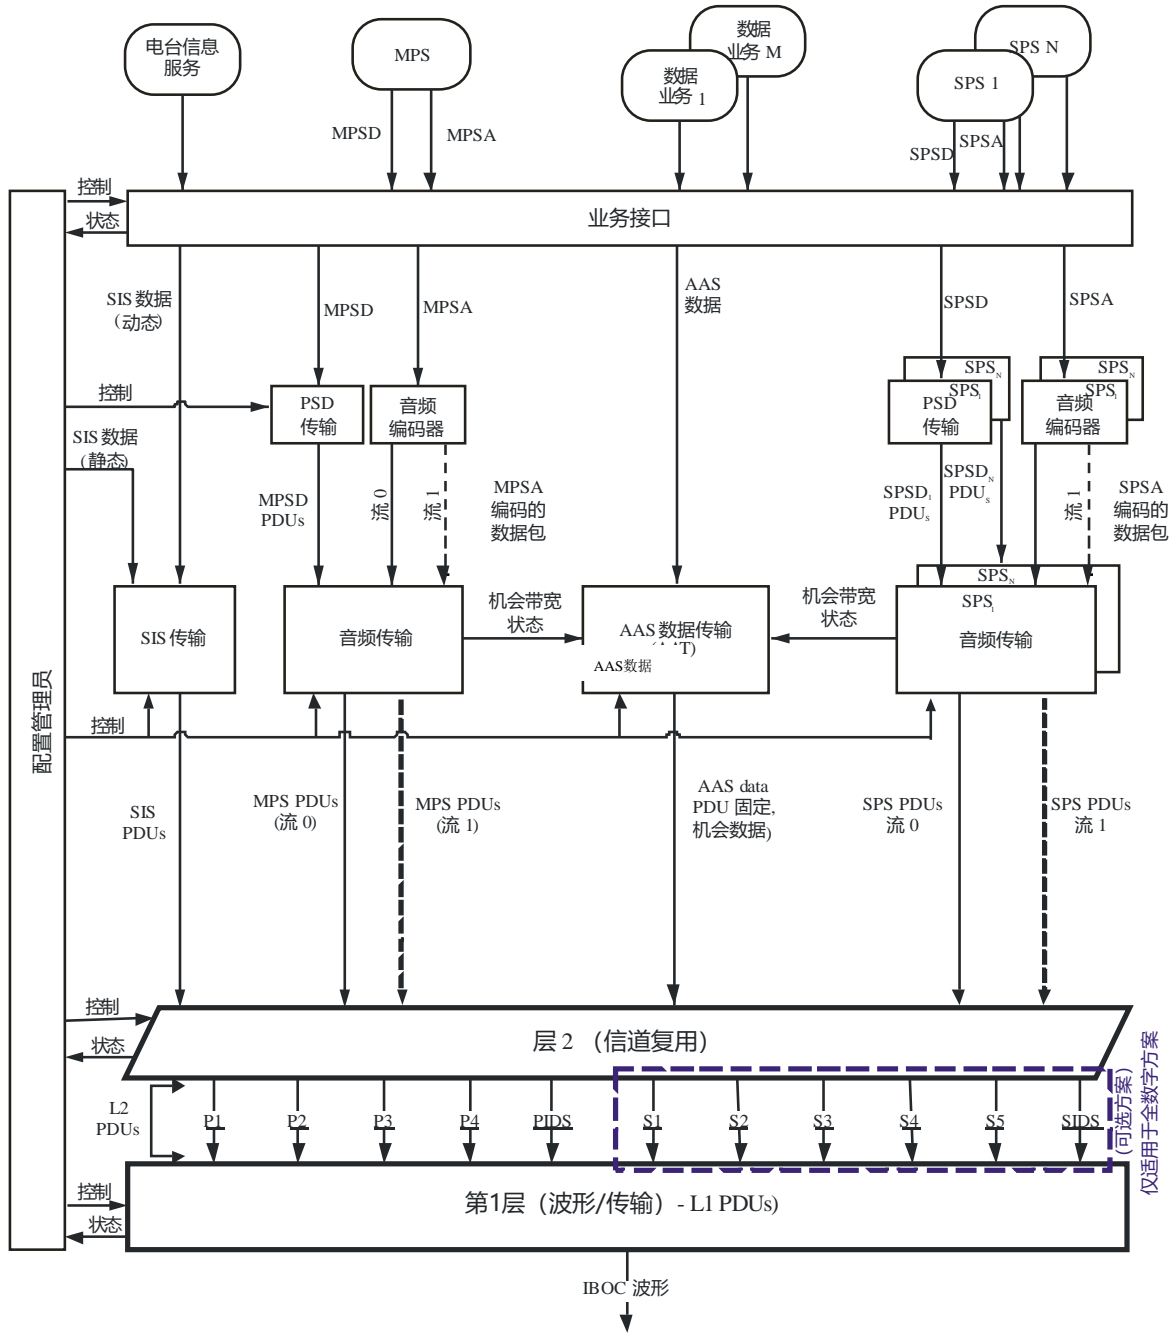 电台信息
服务
MPS
数据
业务 M
数据
业务 1
SPS N
SPS 1
MPSD
MPSA
SPSD
SPSA
控制
状态
业务接口
SIS 数据
(动态)
MPSD
MPSA
AAS
数据
SPSD
SPSA
控制
PSD
传输
音频
编码器
SPSN
SPS1
PSD
传输
SPSN
SPS1
音频
编码器
SIS 数据
(静态)
MPSD
PDUs
流 0
流 1
MPSA
编码的
数据包
SPSD1
PDUS
SPSDN
PDUS
流 1
SPSA
编码的
数据包
SIS 传输
音频传输
机会带宽
状态
AAS 数据传输
AAS数据
机会带宽
状态
SPSN
SPS1
音频传输
配置管理员
控制
SIS
PDUs
MPS PDUs
(流 0)
MPS PDUs
(流 1)
AAS data
PDU 固定,
机会数据)
SPS PDUs
流 0
SPS PDUs
流 1
控制
状态
层 2 (信道复用)
L2
PDUs
P1
P2
P3
P4
PIDS
S1
S2
S3
S4
S5
SIDS
(可选方案)
仅适用于全数字方案
控制
状态
第1层(波形/传输) - L1 PDUs)
IBOC 波形